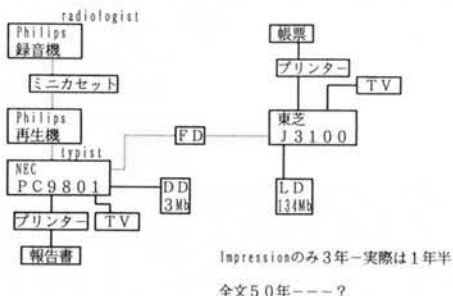 radiologist
Philips
録音機
ミニカセット
Philips
再生機
typist
NEC
PC9801
プリンター
TV
報告書
DD
3Mb
FD
帳票
プリンター
TV
東芝
J3100
LD
134Mb
Impressionのみ3年-実際は1年半
全文50年---?